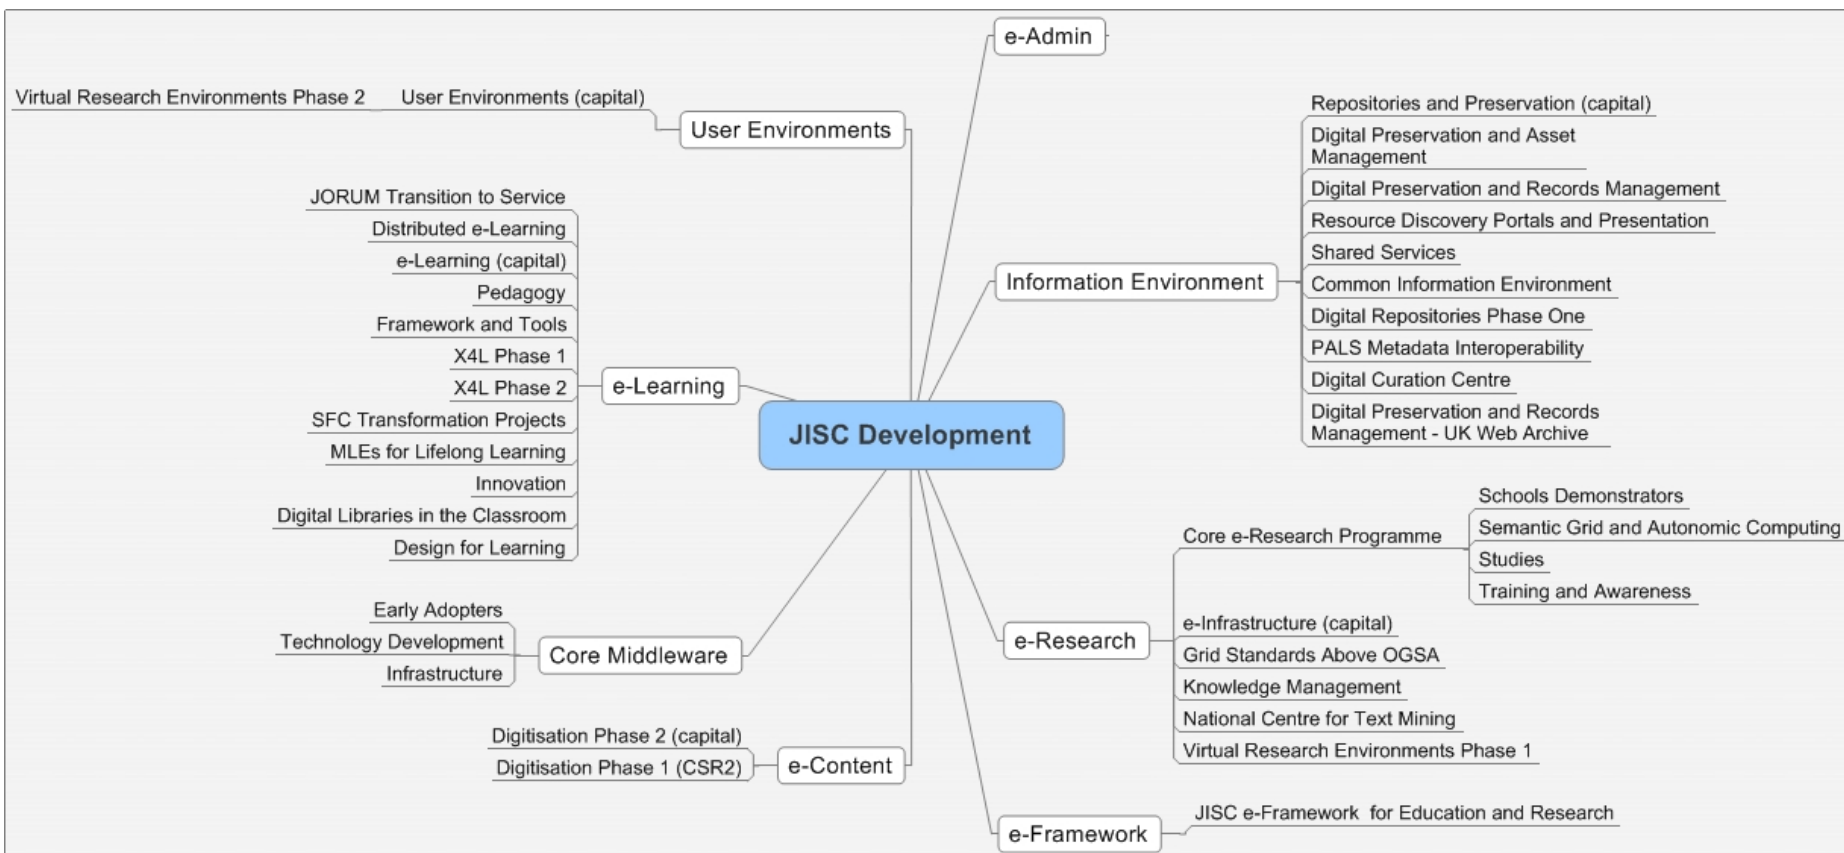 e-Admin
Virtual Research Environments Phase 2
User Environments (capital)
User Environments
JORUM Transition to Service
Distributed e-Learning
e-Learning (capital)
Pedagogy
Framework and Tools
X4L Phase 1
X4L Phase 2
SFC Transformation Projects
MLEs for Lifelong Learning
Innovation
Digital Libraries in the Classroom
Design for Learning
e-Learning
Early Adopters
Technology Development
Infrastructure
Core Middleware
Digitisation Phase 2 (capital)
Digitisation Phase 1 (CSR2)
e-Content
JISC Development
Information Environment
Repositories and Preservation (capital)
Digital Preservation and Asset
Management
Digital Preservation and Records Management
Resource Discovery Portals and Presentation
Shared Services
Common Information Environment
Digital Repositories Phase One
PALS Metadata Interoperability
Digital Curation Centre
Digital Preservation and Records
Management - UK Web Archive
e-Research
Core e-Research Programme
Schools Demonstrators
Semantic Grid and Autonomic Computing
Studies
Training and Awareness
e-Infrastructure (capital)
Grid Standards Above OGSA
Knowledge Management
National Centre for Text Mining
Virtual Research Environments Phase 1
e-Framework
JISC e-Framework for Education and Research